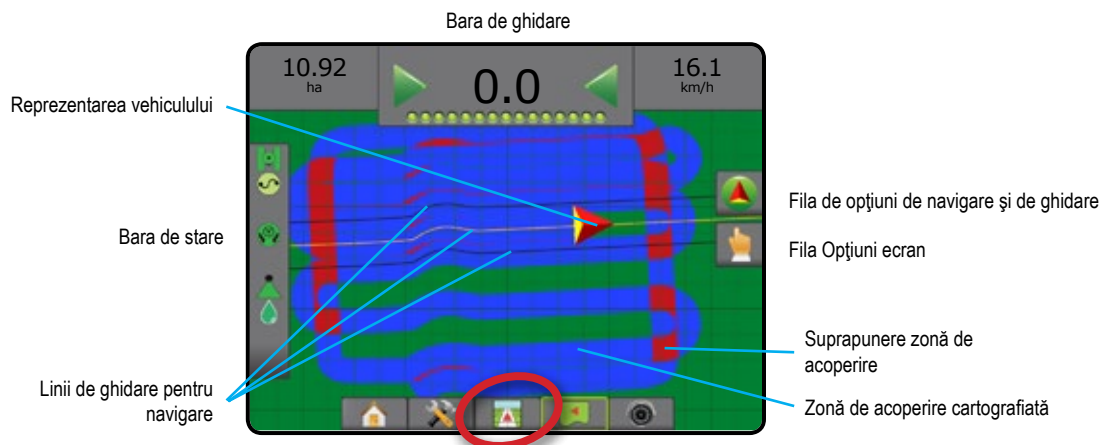 Bara de ghidare
10.92
ha
0.0
16.1
km/h
Reprezentarea vehiculului
Bara de stare
Linii de ghidare pentru
navigare
Fila de opţiuni de navigare şi de ghidare
Fila Opţiuni ecran
Suprapunere zonă de
acoperire
Zonă de acoperire cartografiată